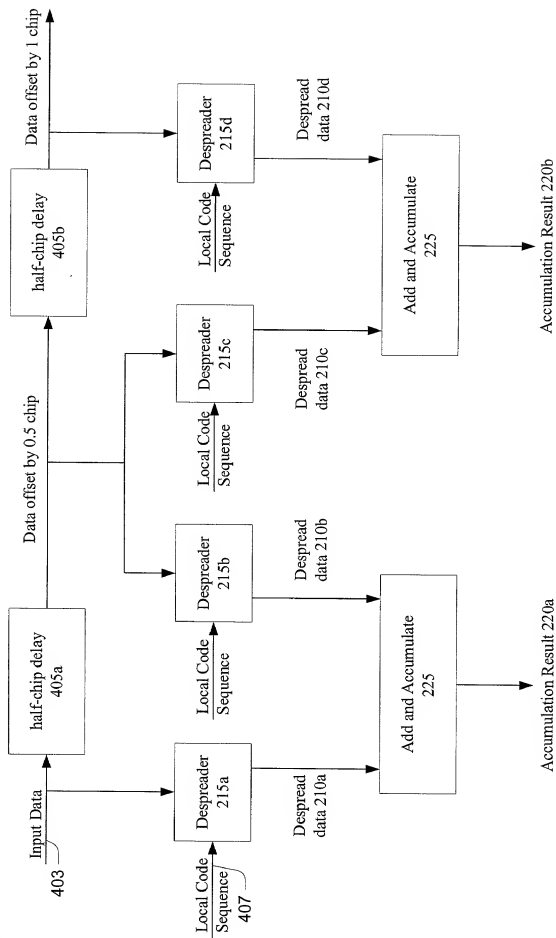 Input Data
403
half-chip delay
405a
Data offset by 0.5 chip
half-chip delay
405b
Data offset by 1 chip
Local Code
Sequence
407
Despreader
215a
Local Code
Sequence
Despreader
215b
Local Code
Sequence
Despreader
215c
Local Code
Sequence
Despreader
215d
Despread
data 210a
Despread
data 210b
Despread
data 210c
Despread
data 210d
Add and Accumulate
225
Add and Accumulate
225
Accumulation Result 220a
Accumulation Result 220b